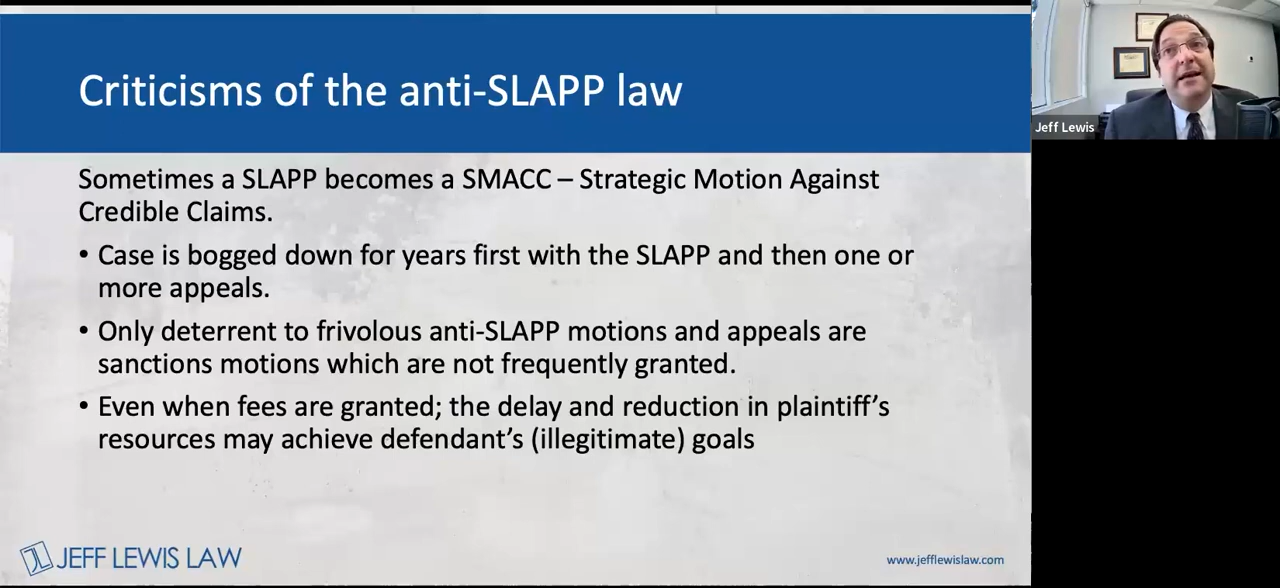 Criticisms of the anti-SLAPP law
Sometimes a SLAPP becomes a SMACC – Strategic Motion Against
Credible Claims.
• Case is bogged down for years first with the SLAPP and then one or
more appeals.
• Only deterrent to frivolous anti-SLAPP motions and appeals are
sanctions motions which are not frequently granted.
• Even when fees are granted; the delay and reduction in plaintiff’s
resources may achieve defendant’s (illegitimate) goals
JEFF LEWIS LAW
www.jefflewislaw.com
Jeff Lewis